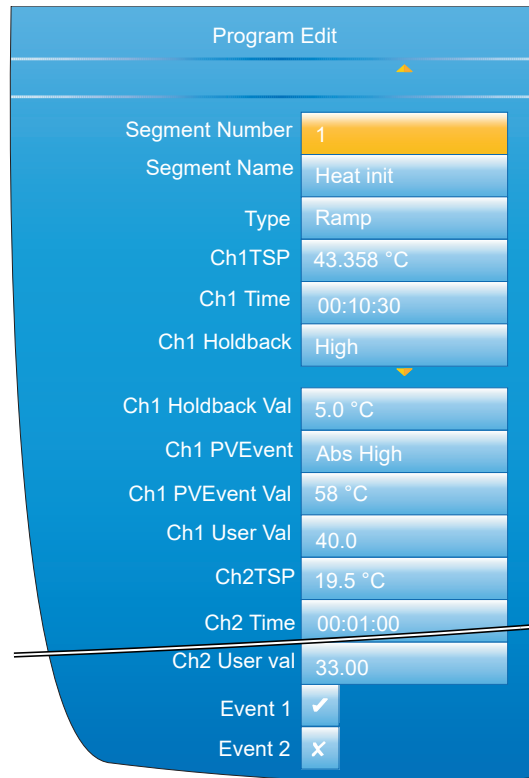 Program Edit
Segment Number 1
Segment Name Heat init
Type Ramp
Ch1TSP 43.358 °C
Ch1 Time 00:10:30
Ch1 Holdback High
Ch1 Holdback Val 5.0 °C
Ch1 PVEvent Abs High
Ch1 PVEvent Val 58 °C
Ch1 User Val 40.0
Ch2TSP 19.5 °C
Ch2 Time 00:01:00
Ch2 User val 33.00
Event 1 ✔
Event 2 ✘